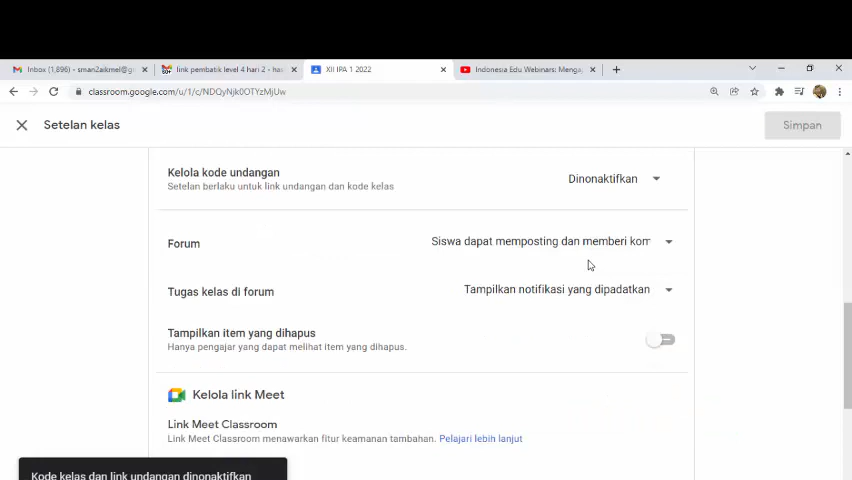 Inbox (1,896) - sman2aikmel@g
link pembatik level 4 hari 2 - ha
XII IPA 1 2022
Indonesia Edu Webinars: Menga
classroom.google.com/u/1/c/NDQyNjk0OTYzMjUw
Setelan kelas
Simpan
Kelola kode undangan
Setelan berlaku untuk link undangan dan kode kelas
Dinonaktifkan
Forum
Siswa dapat memposting dan memberi kom
Tugas kelas di forum
Tampilkan notifikasi yang dipadatkan
Tampilkan item yang dihapus
Hanya pengajar yang dapat melihat item yang dihapus.
Kelola link Meet
Link Meet Classroom
Link Meet Classroom menawarkan fitur keamanan tambahan. Pelajari lebih lanjut
Kode kelas dan link undangan dinonaktifkan